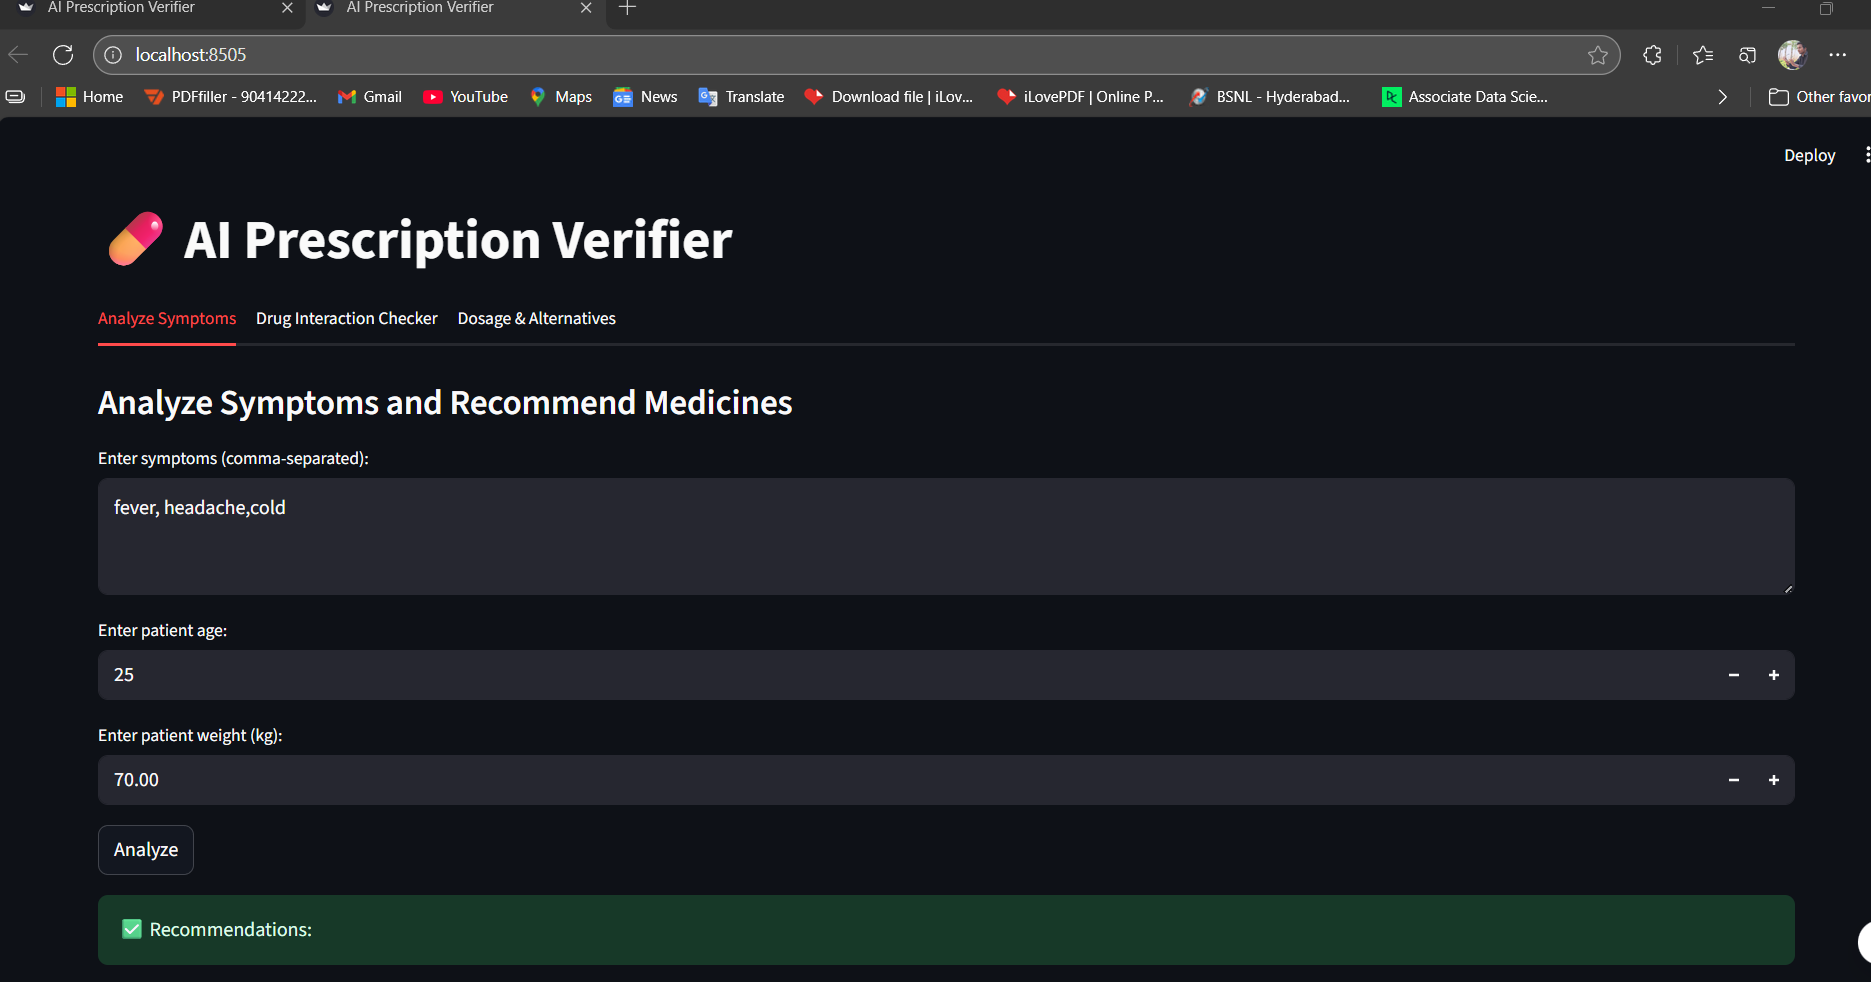 AI Prescription Verifier
AI Prescription Verifier
localhost:8505
Home PDFfiller - 90414222... Gmail YouTube Maps News Translate Download file | iLov... iLovePDF | Online P... BSNL - Hyderabad... Associate Data Scie... Other favor
Deploy
AI Prescription Verifier
Analyze Symptoms Drug Interaction Checker Dosage & Alternatives
Analyze Symptoms and Recommend Medicines
Enter symptoms (comma-separated):
fever, headache,cold
Enter patient age:
25
Enter patient weight (kg):
70.00
Analyze
Recommendations: